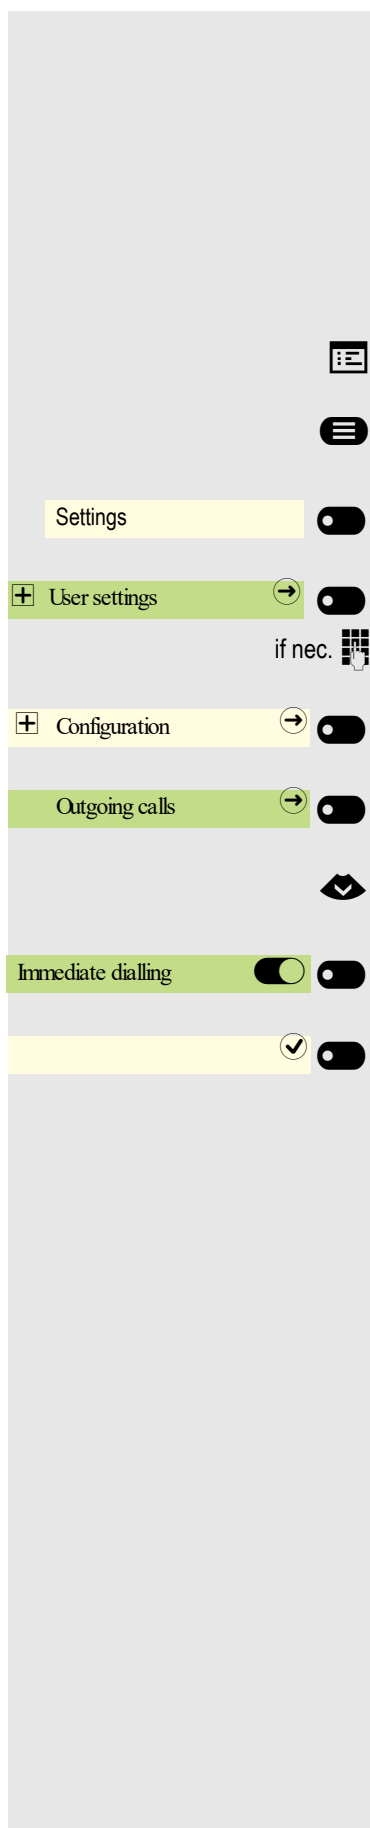 Settings
User settings
if nec.
Configuration
Outgoing calls
Immediate dialling